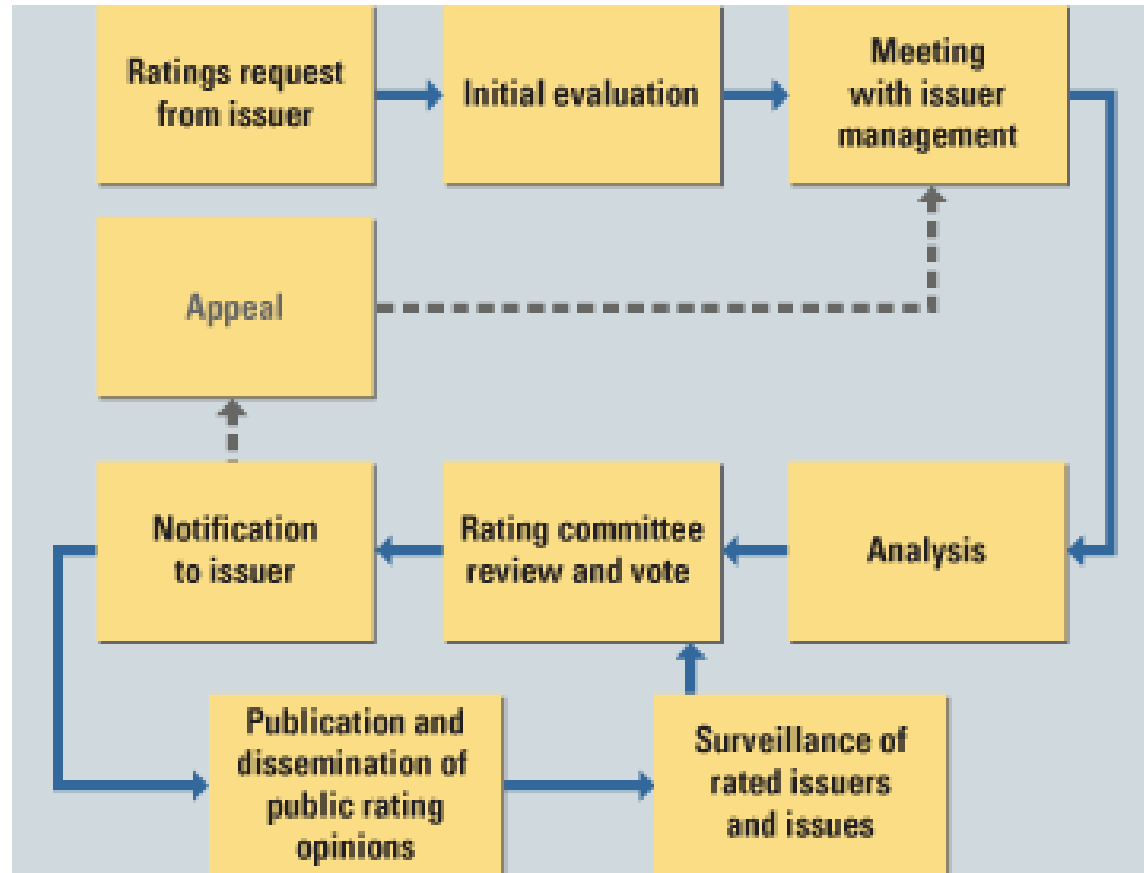 Ratings request
from issuer
Initial evaluation
Meeting
with issuer
management
Appeal
Notification
to issuer
Rating committee
review and vote
Analysis
Publication and
dissemination of
public rating
opinions
Surveillance of
rated issuers
and issues